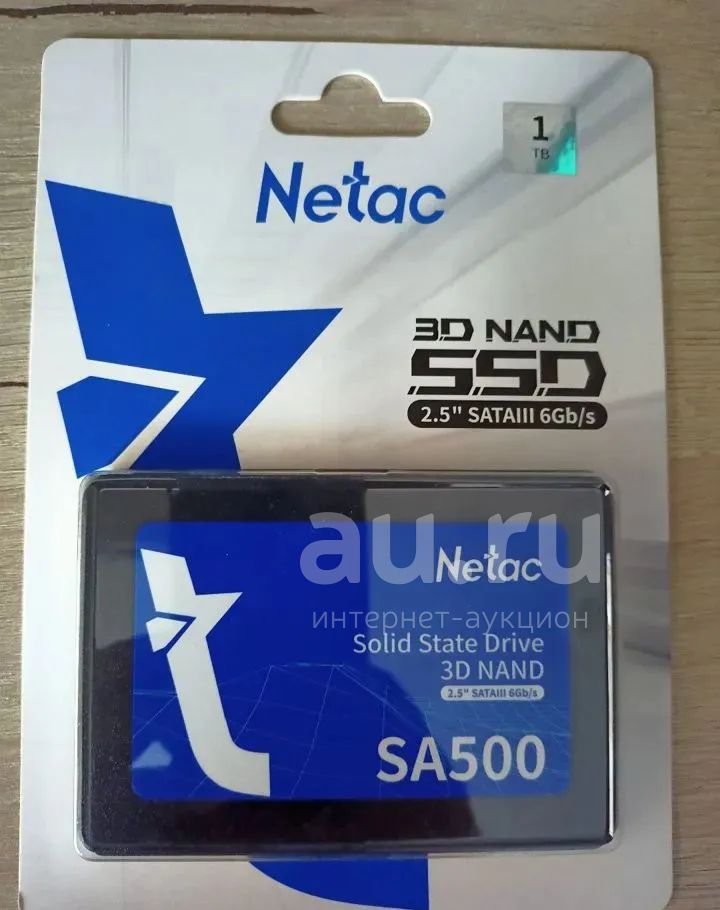 1
TB
Netac
3D NAND
SSD
2.5" SATAIII 6Gb/s
au.ru
интернет-аукцион
Netac
Solid State Drive
3D NAND
2.5" SATAIII 6Gb/s
SA500